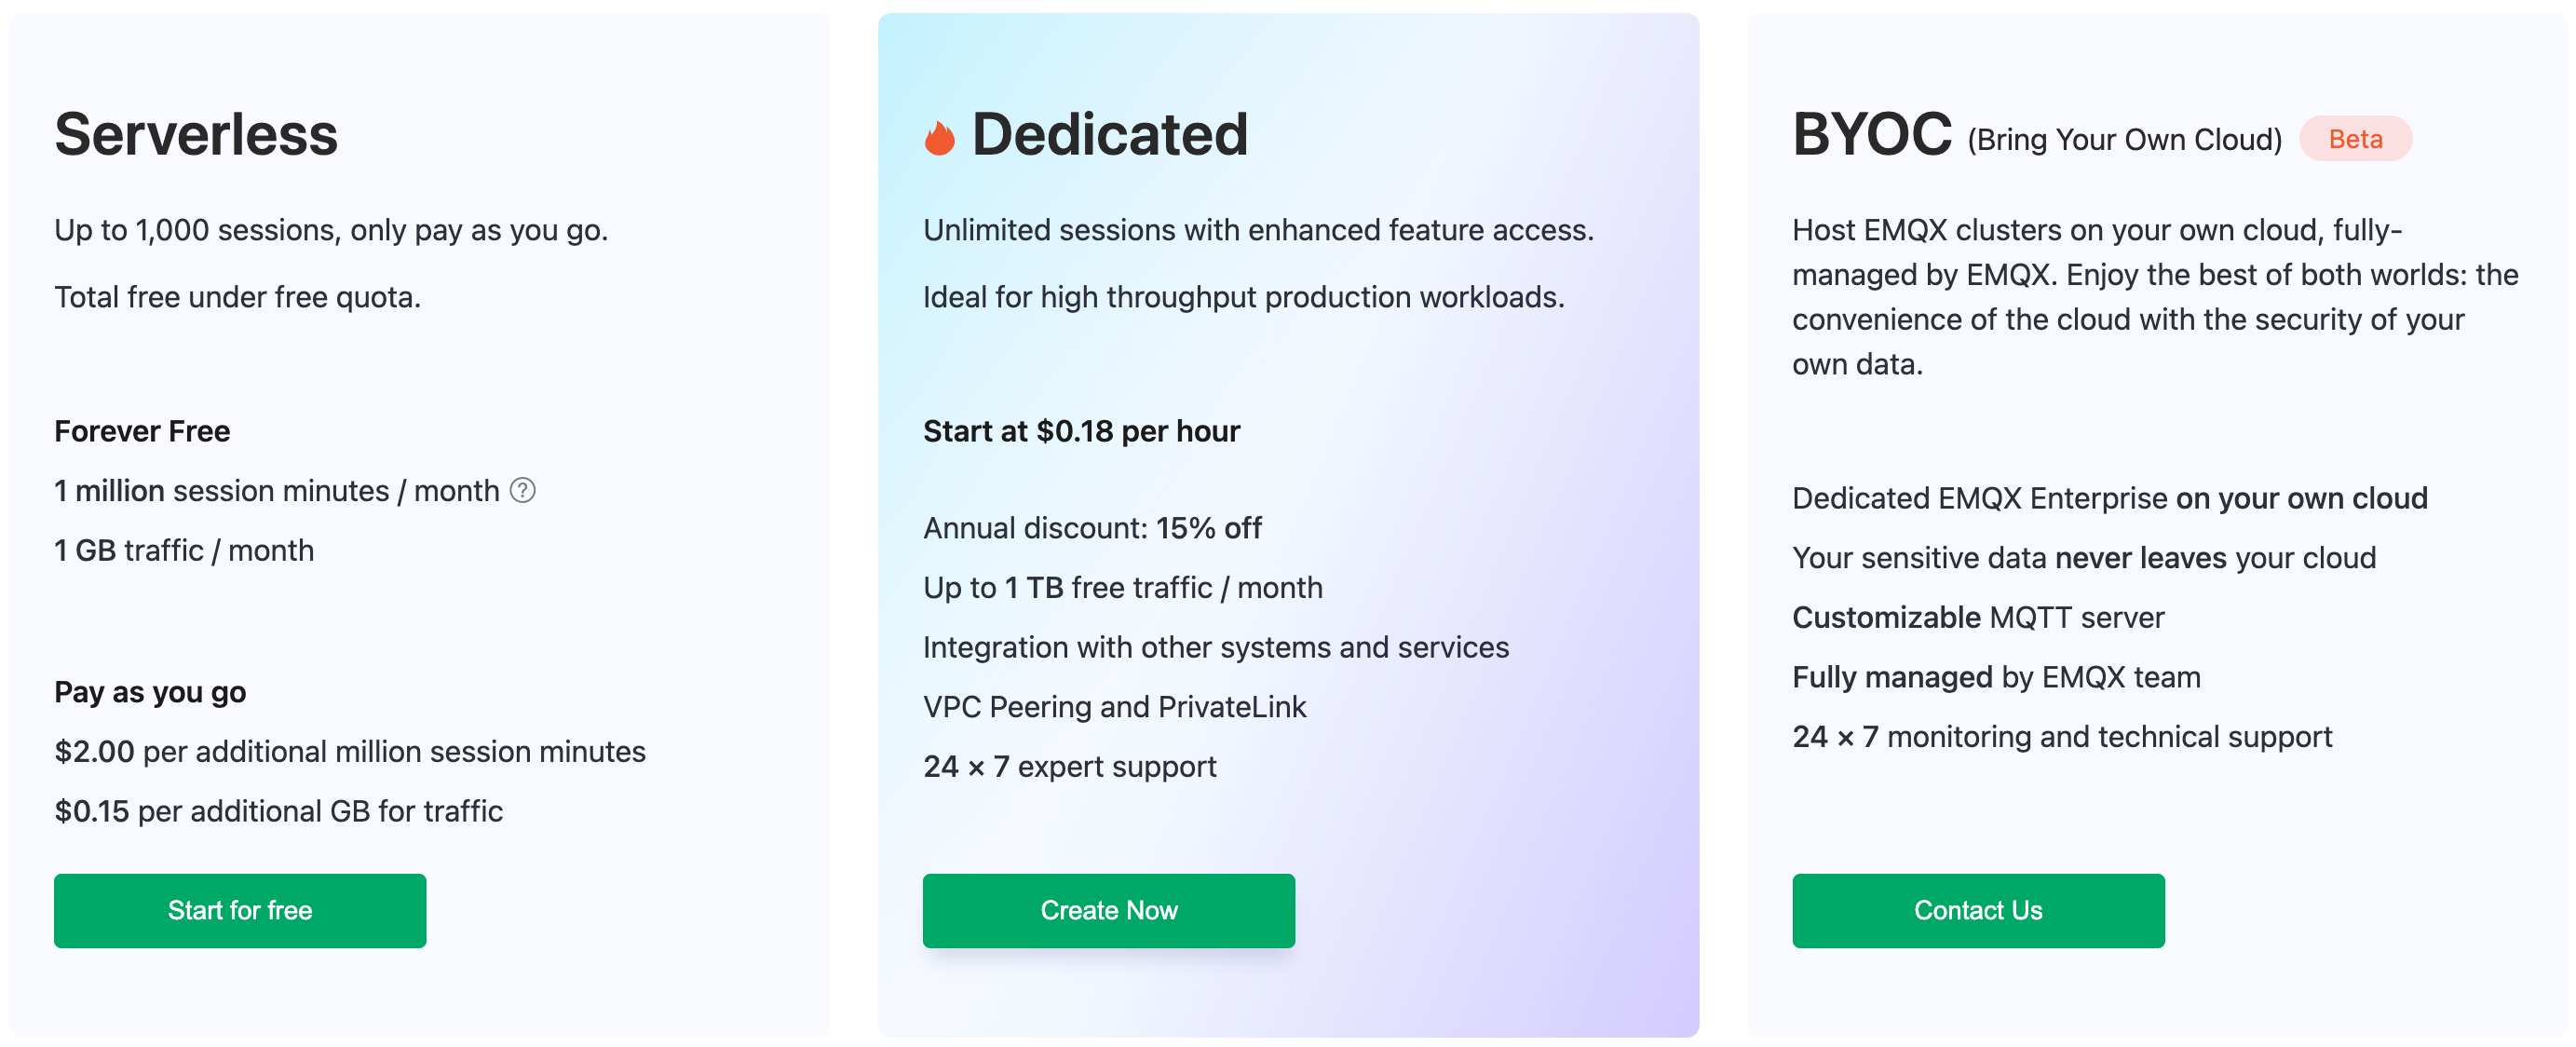 Serverless
Up to 1,000 sessions, only pay as you go.
Total free under free quota.
Forever Free
1 million session minutes / month ?
1 GB traffic / month
Pay as you go
$2.00 per additional million session minutes
$0.15 per additional GB for traffic
Start for free
Dedicated
Unlimited sessions with enhanced feature access.
Ideal for high throughput production workloads.
Start at $0.18 per hour
Annual discount: 15% off
Up to 1 TB free traffic / month
Integration with other systems and services
VPC Peering and PrivateLink
24 × 7 expert support
Create Now
BYOC (Bring Your Own Cloud) Beta
Host EMQX clusters on your own cloud, fully-
managed by EMQX. Enjoy the best of both worlds: the
convenience of the cloud with the security of your
own data.
Dedicated EMQX Enterprise on your own cloud
Your sensitive data never leaves your cloud
Customizable MQTT server
Fully managed by EMQX team
24 × 7 monitoring and technical support
Contact Us